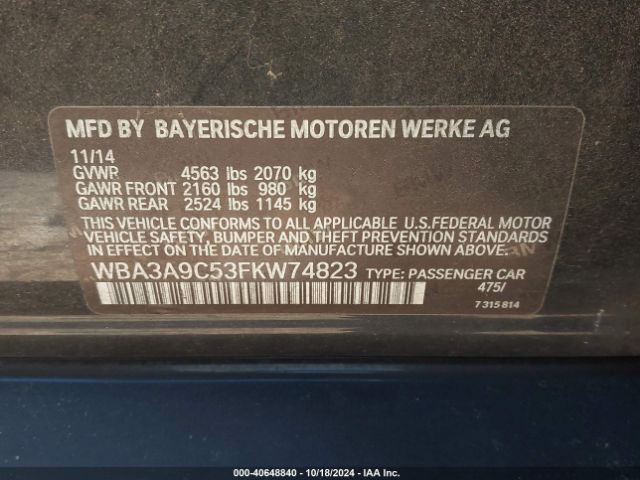 MFD BY BAYERISCHE MOTOREN WERKE AG
11/14
GVWR 4563 lbs 2070 kg
GAWR FRONT 2160 lbs 980 kg
GAWR REAR 2524 lbs 1145 kg
THIS VEHICLE CONFORMS TO ALL APPLICABLE U.S.FEDERAL MOTOR
VEHICLE SAFETY, BUMPER AND THEFT PREVENTION STANDARDS
IN EFFECT ON THE DATE OF MANUFACTURE SHOWN ABOVE.
WBA3A9C53FKW74823 TYPE: PASSENGER CAR
475/
7315814
000-40648840 - 10/18/2024 - IAA Inc.